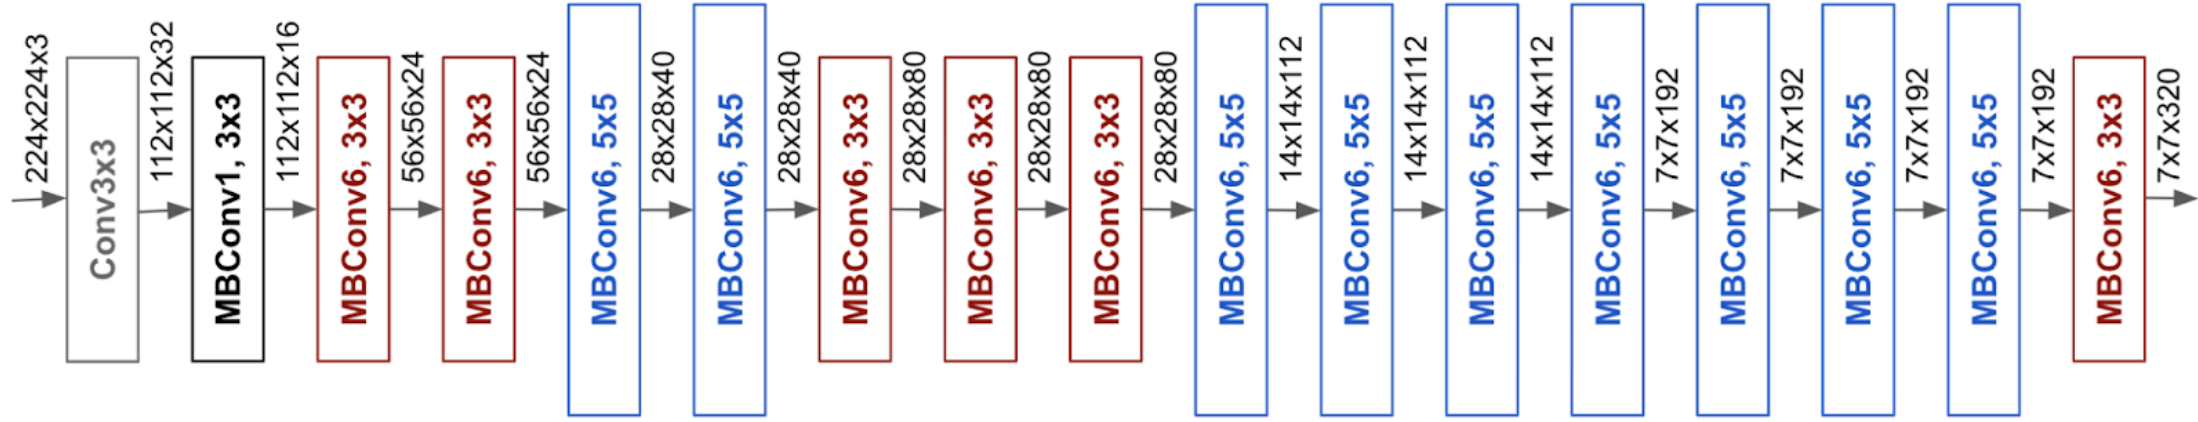 224x224x3
Conv3x3
112x112x32
MBConv1, 3x3
112x112x16
MBConv6, 3x3
56x56x24
MBConv6, 3x3
56x56x24
MBConv6, 5x5
28x28x40
MBConv6, 5x5
28x28x40
MBConv6, 3x3
28x28x80
MBConv6, 3x3
28x28x80
MBConv6, 3x3
28x28x80
MBConv6, 5x5
14x14x112
MBConv6, 5x5
14x14x112
MBConv6, 5x5
14x14x112
MBConv6, 5x5
7x7x192
MBConv6, 5x5
7x7x192
MBConv6, 5x5
7x7x192
MBConv6, 5x5
7x7x192
MBConv6, 3x3
7x7x320